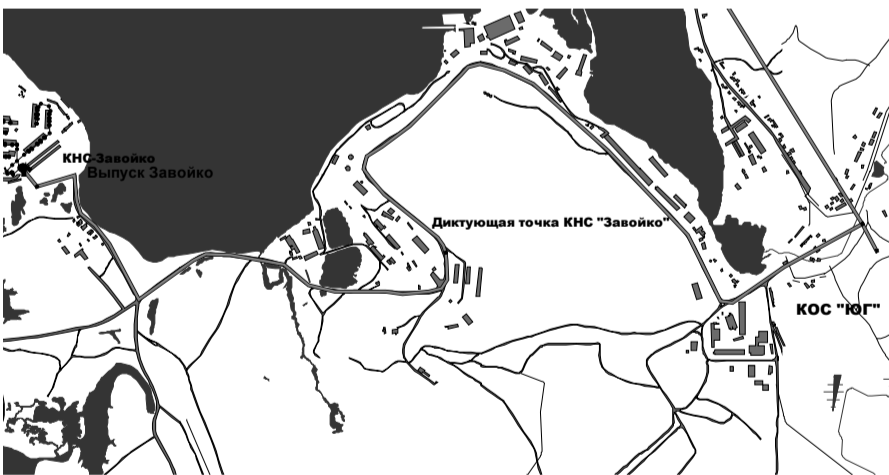 КНС-Завойко
Выпуск Завойко
Диктующая точка КНС "Завойко"
КОС "ЮГ"